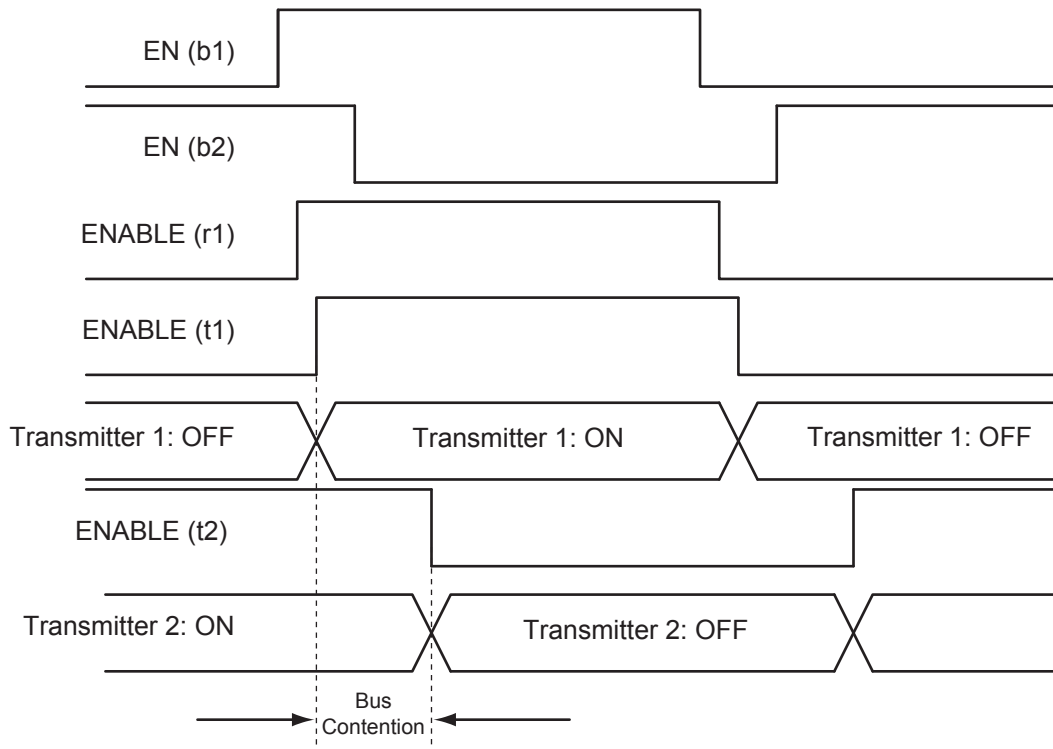 EN (b1)
EN (b2)
ENABLE (r1)
ENABLE (t1)
Transmitter 1: OFF
Transmitter 1: ON
Transmitter 1: OFF
ENABLE (t2)
Transmitter 2: ON
Transmitter 2: OFF
Bus
Contention